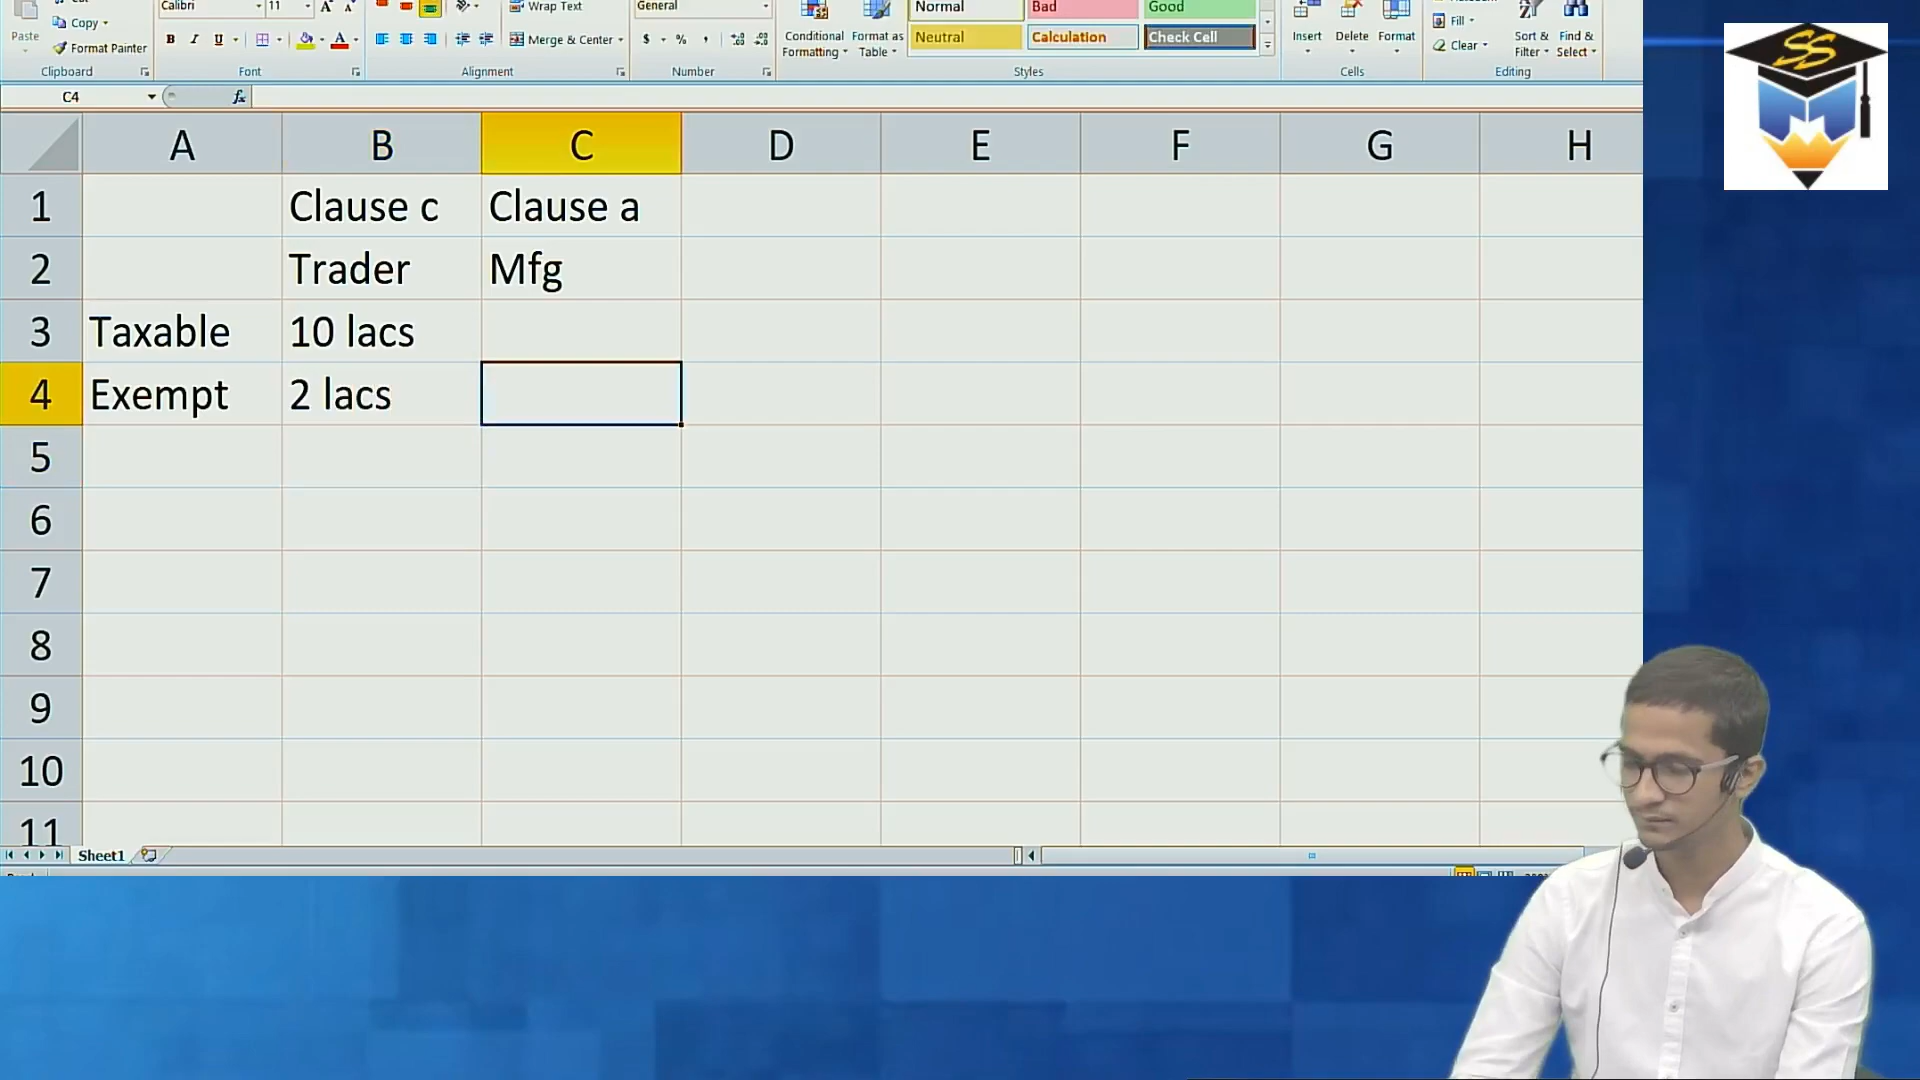 Calibri 11 Wrap Text General Normal Bad Good
Paste Copy Fill
Format Painter B I U Merge & Center $ % , Conditional Formatting Format as Table Neutral Calculation Check Cell Insert Delete Format Clear Sort & Filter Find & Select
Clipboard Font Alignment Number Styles Cells Editing
C4 fx
A B C D E F G H
1 Clause c Clause a
2 Trader Mfg
3 Taxable 10 lacs
4 Exempt 2 lacs
5
6
7
8
9
10
11
Sheet1
SS